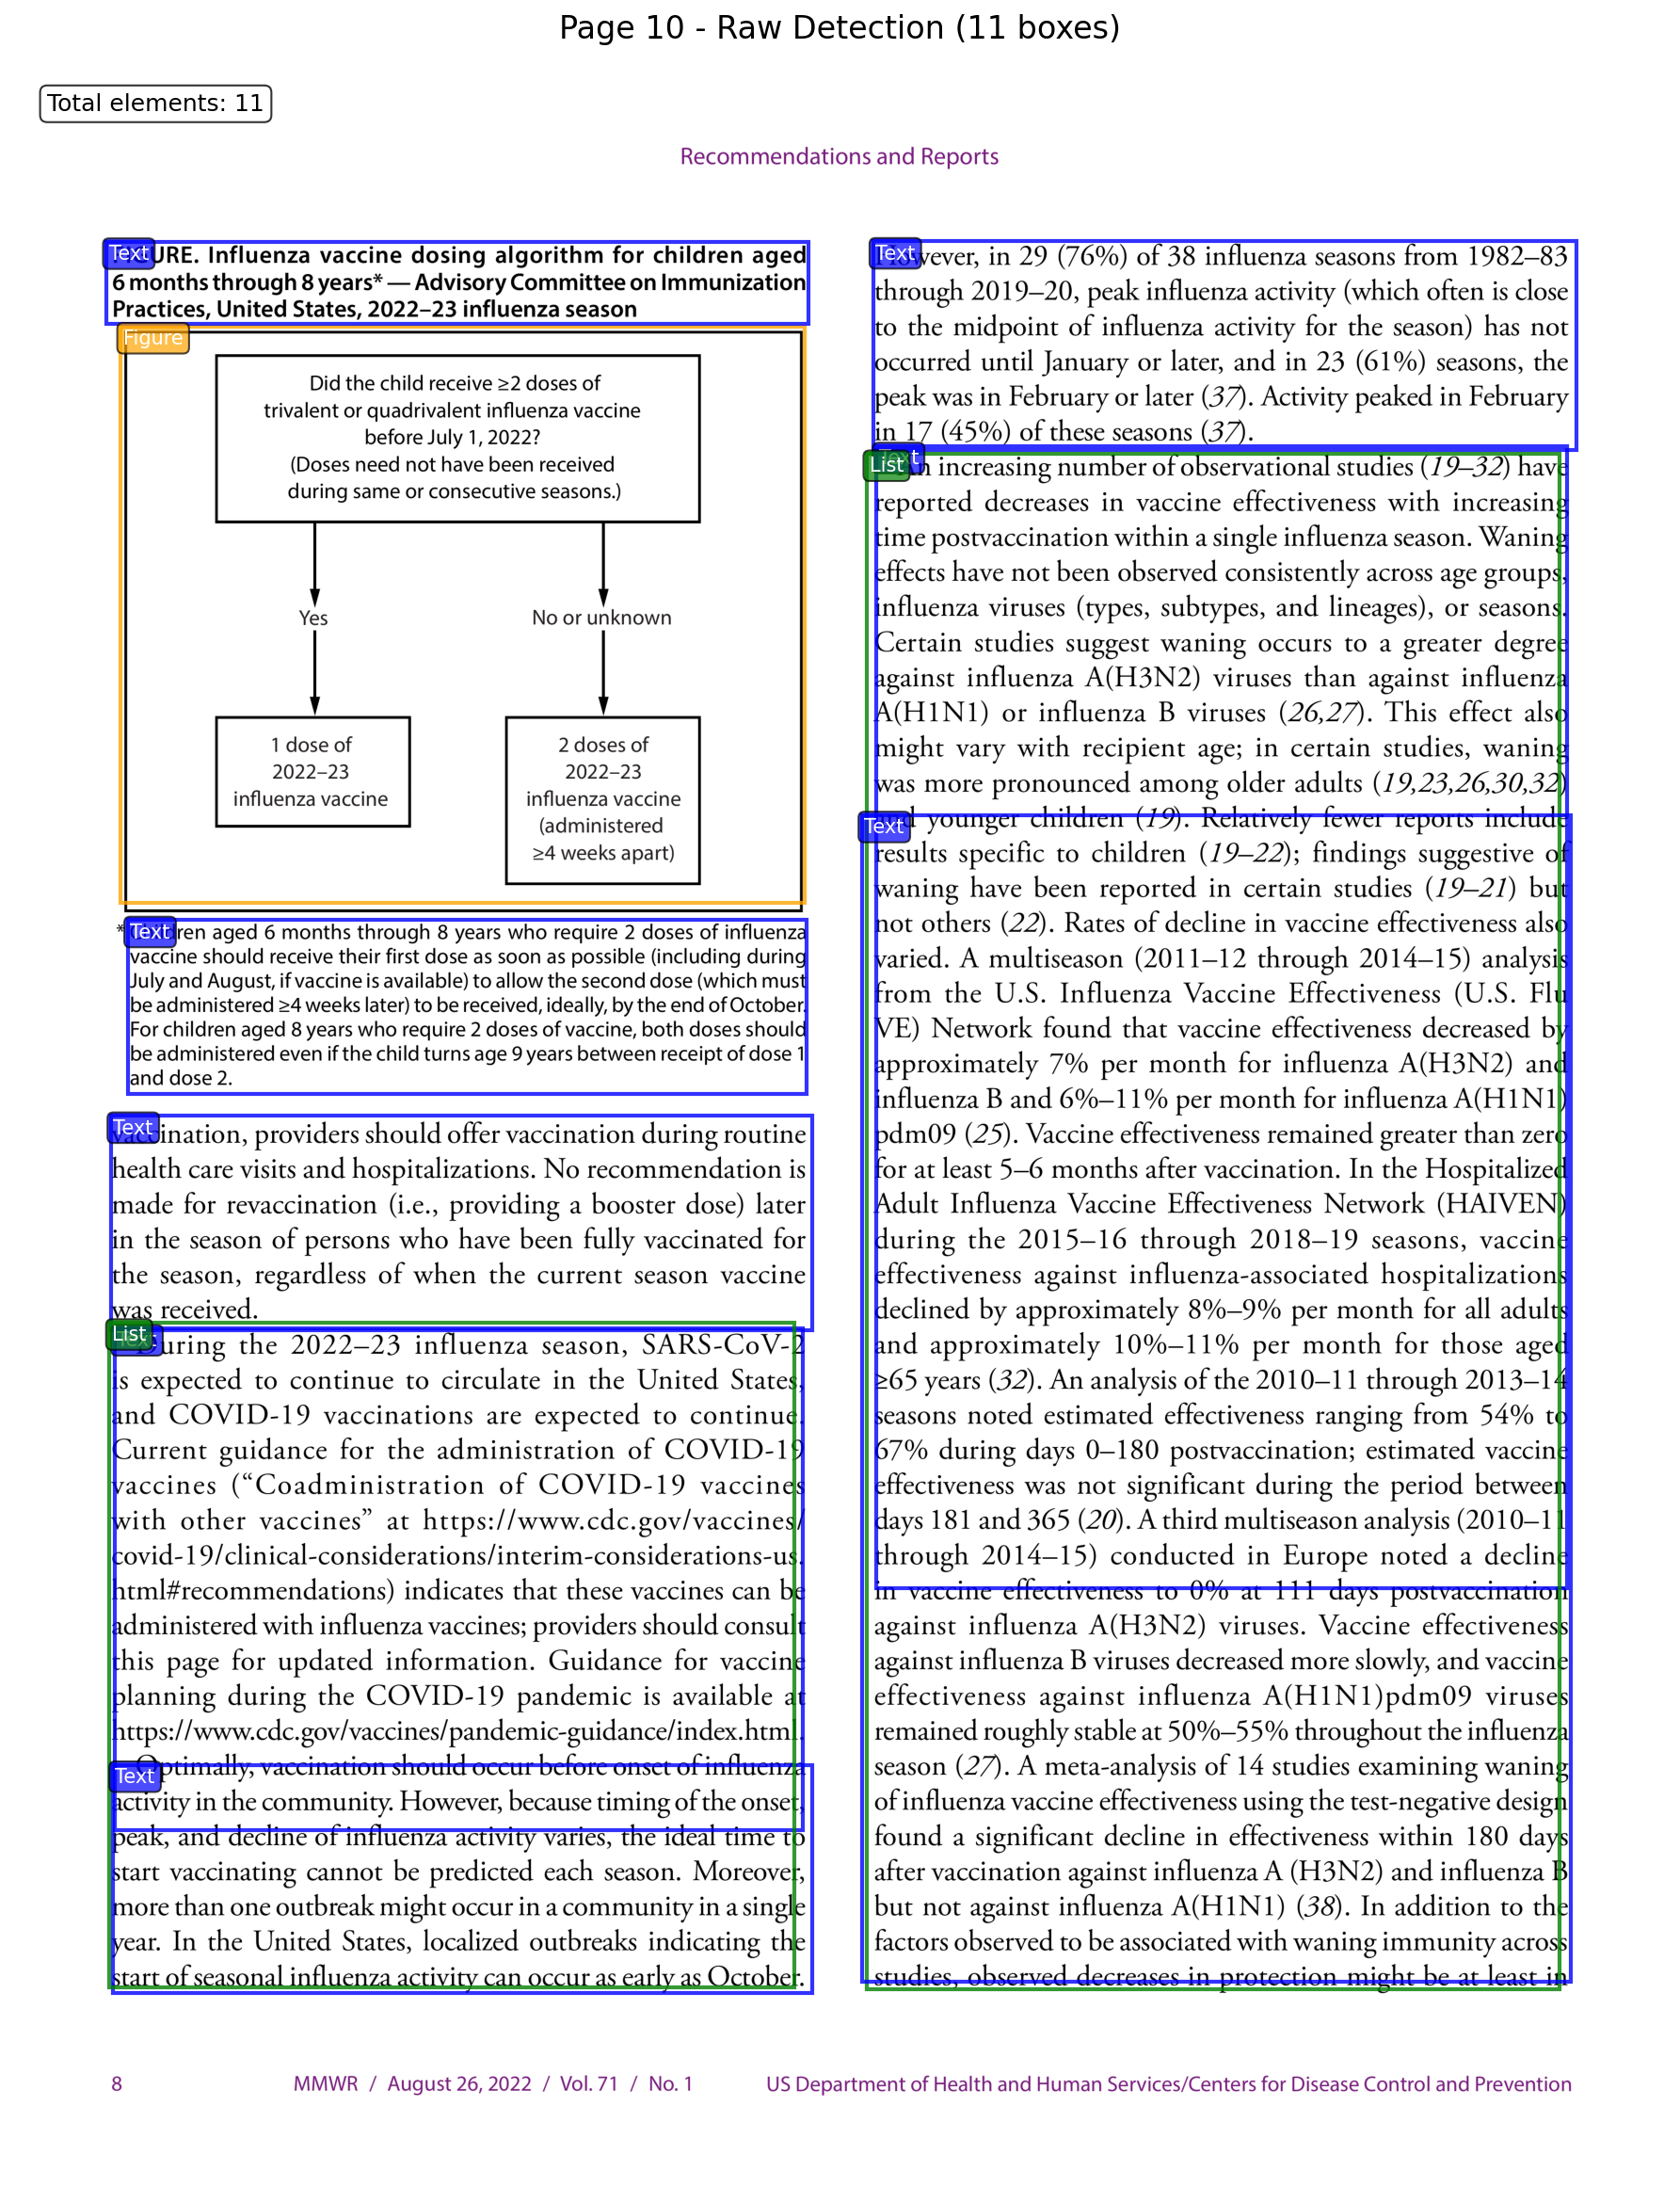 Page 10 - Raw Detection (11 boxes)
Total elements: 11
Recommendations and Reports
Text
URE. Influenza vaccine dosing algorithm for children aged
6 months through 8 years* — Advisory Committee on Immunization
Practices, United States, 2022–23 influenza season
Figure
Did the child receive ≥2 doses of
trivalent or quadrivalent influenza vaccine
before July 1, 2022?
(Doses need not have been received
during same or consecutive seasons.)
Yes
No or unknown
1 dose of
2022–23
influenza vaccine
2 doses of
2022–23
influenza vaccine
(administered
≥4 weeks apart)
Text
* ren aged 6 months through 8 years who require 2 doses of influenza
vaccine should receive their first dose as soon as possible (including during
July and August, if vaccine is available) to allow the second dose (which must
be administered ≥4 weeks later) to be received, ideally, by the end of October.
For children aged 8 years who require 2 doses of vaccine, both doses should
be administered even if the child turns age 9 years between receipt of dose 1
and dose 2.
Text
vaccination, providers should offer vaccination during routine
health care visits and hospitalizations. No recommendation is
made for revaccination (i.e., providing a booster dose) later
in the season of persons who have been fully vaccinated for
the season, regardless of when the current season vaccine
was received.
List
Text
During the 2022–23 influenza season, SARS-CoV-2
is expected to continue to circulate in the United States,
and COVID-19 vaccinations are expected to continue.
Current guidance for the administration of COVID-19
vaccines (“Coadministration of COVID-19 vaccines
with other vaccines” at https://www.cdc.gov/vaccines/
covid-19/clinical-considerations/interim-considerations-us.
html#recommendations) indicates that these vaccines can be
administered with influenza vaccines; providers should consult
this page for updated information. Guidance for vaccine
planning during the COVID-19 pandemic is available at
https://www.cdc.gov/vaccines/pandemic-guidance/index.html.
Text
Optimally, vaccination should occur before onset of influenza
activity in the community. However, because timing of the onset,
peak, and decline of influenza activity varies, the ideal time to
start vaccinating cannot be predicted each season. Moreover,
more than one outbreak might occur in a community in a single
year. In the United States, localized outbreaks indicating the
start of seasonal influenza activity can occur as early as October.
Text
However, in 29 (76%) of 38 influenza seasons from 1982–83
through 2019–20, peak influenza activity (which often is close
to the midpoint of influenza activity for the season) has not
occurred until January or later, and in 23 (61%) seasons, the
peak was in February or later (37). Activity peaked in February
in 17 (45%) of these seasons (37).
List
Text
An increasing number of observational studies (19–32) have
reported decreases in vaccine effectiveness with increasing
time postvaccination within a single influenza season. Waning
effects have not been observed consistently across age groups,
influenza viruses (types, subtypes, and lineages), or seasons.
Certain studies suggest waning occurs to a greater degree
against influenza A(H3N2) viruses than against influenza
A(H1N1) or influenza B viruses (26,27). This effect also
might vary with recipient age; in certain studies, waning
was more pronounced among older adults (19,23,26,30,32)
Text
and younger children (19). Relatively fewer reports include
results specific to children (19–22); findings suggestive of
waning have been reported in certain studies (19–21) but
not others (22). Rates of decline in vaccine effectiveness also
varied. A multiseason (2011–12 through 2014–15) analysis
from the U.S. Influenza Vaccine Effectiveness (U.S. Flu
VE) Network found that vaccine effectiveness decreased by
approximately 7% per month for influenza A(H3N2) and
influenza B and 6%–11% per month for influenza A(H1N1)
pdm09 (25). Vaccine effectiveness remained greater than zero
for at least 5–6 months after vaccination. In the Hospitalized
Adult Influenza Vaccine Effectiveness Network (HAIVEN)
during the 2015–16 through 2018–19 seasons, vaccine
effectiveness against influenza-associated hospitalizations
declined by approximately 8%–9% per month for all adults
and approximately 10%–11% per month for those aged
≥65 years (32). An analysis of the 2010–11 through 2013–14
seasons noted estimated effectiveness ranging from 54% to
67% during days 0–180 postvaccination; estimated vaccine
effectiveness was not significant during the period between
days 181 and 365 (20). A third multiseason analysis (2010–11
through 2014–15) conducted in Europe noted a decline
in vaccine effectiveness to 0% at 111 days postvaccination
against influenza A(H3N2) viruses. Vaccine effectiveness
against influenza B viruses decreased more slowly, and vaccine
effectiveness against influenza A(H1N1)pdm09 viruses
remained roughly stable at 50%–55% throughout the influenza
season (27). A meta-analysis of 14 studies examining waning
of influenza vaccine effectiveness using the test-negative design
found a significant decline in effectiveness within 180 days
after vaccination against influenza A (H3N2) and influenza B
but not against influenza A(H1N1) (38). In addition to the
factors observed to be associated with waning immunity across
studies, observed decreases in protection might be at least in
8
MMWR / August 26, 2022 / Vol. 71 / No. 1
US Department of Health and Human Services/Centers for Disease Control and Prevention